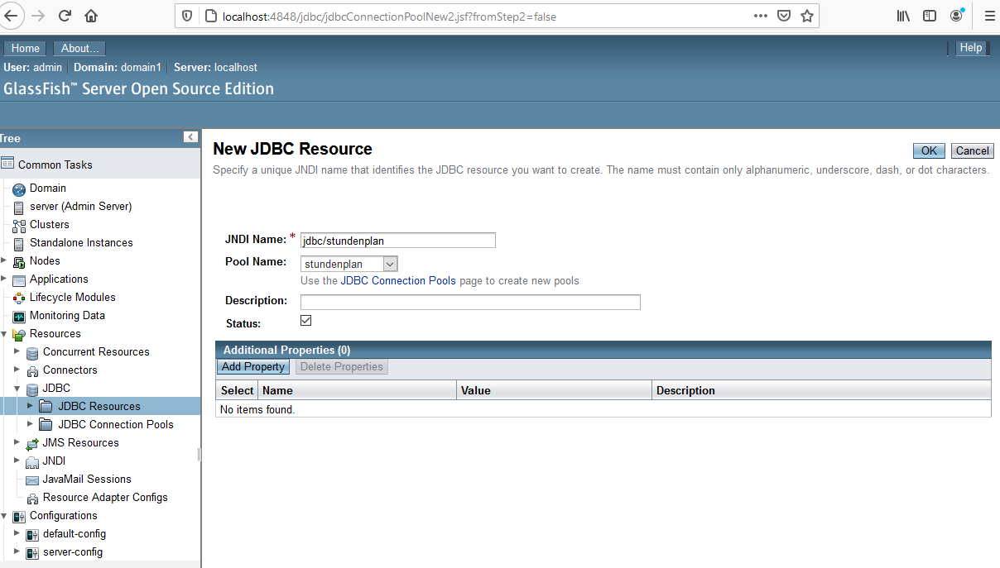 localhost:4848/jdbc/jdbcConnectionPoolNew2.jsf?fromStep2=false
Home About... Help
User: admin Domain: domain1 Server: localhost
GlassFish™ Server Open Source Edition
Tree
Common Tasks
Domain
server (Admin Server)
Clusters
Standalone Instances
Nodes
Applications
Lifecycle Modules
Monitoring Data
Resources
Concurrent Resources
Connectors
JDBC
JDBC Resources
JDBC Connection Pools
JMS Resources
JNDI
JavaMail Sessions
Resource Adapter Configs
Configurations
default-config
server-config
New JDBC Resource
OK Cancel
Specify a unique JNDI name that identifies the JDBC resource you want to create. The name must contain only alphanumeric, underscore, dash, or dot characters.
JNDI Name: * jdbc/stundenplan
Pool Name: stundenplan
Use the JDBC Connection Pools page to create new pools
Description:
Status:
Additional Properties (0)
Add Property Delete Properties
Select Name Value Description
No items found.